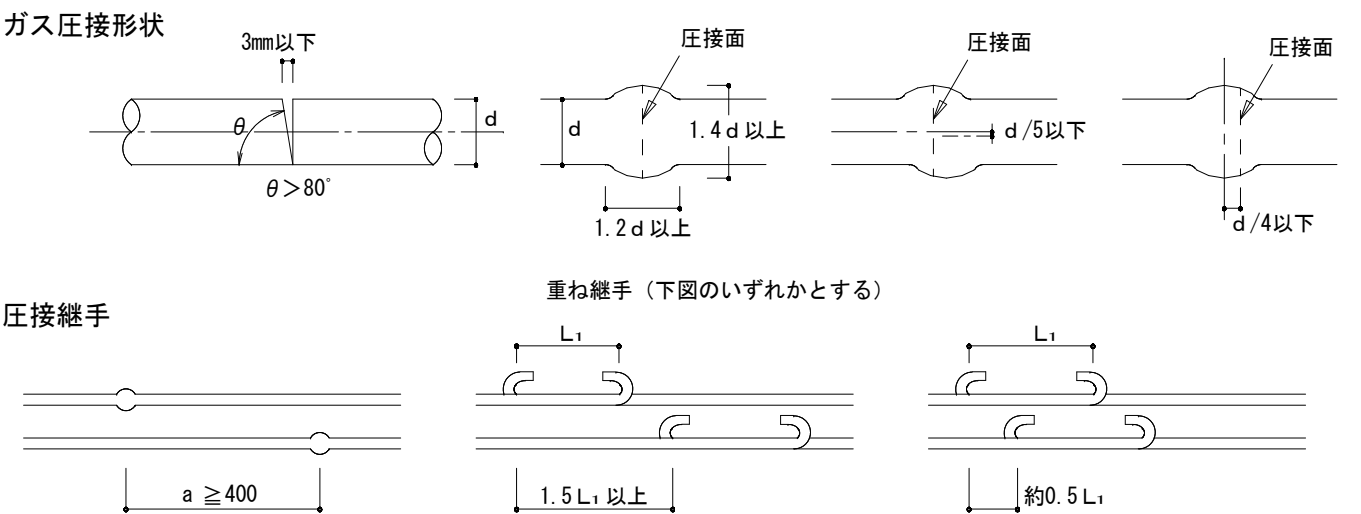 ガス圧接形状
3mm以下
θ
d
θ＞80°
圧接面
d
1.4d以上
1.2d以上
圧接面
d/5以下
圧接面
d/4以下
重ね継手（下図のいずれかとする）
圧接継手
L₁
L₁
a ≧400
1.5L₁以上
約0.5L₁